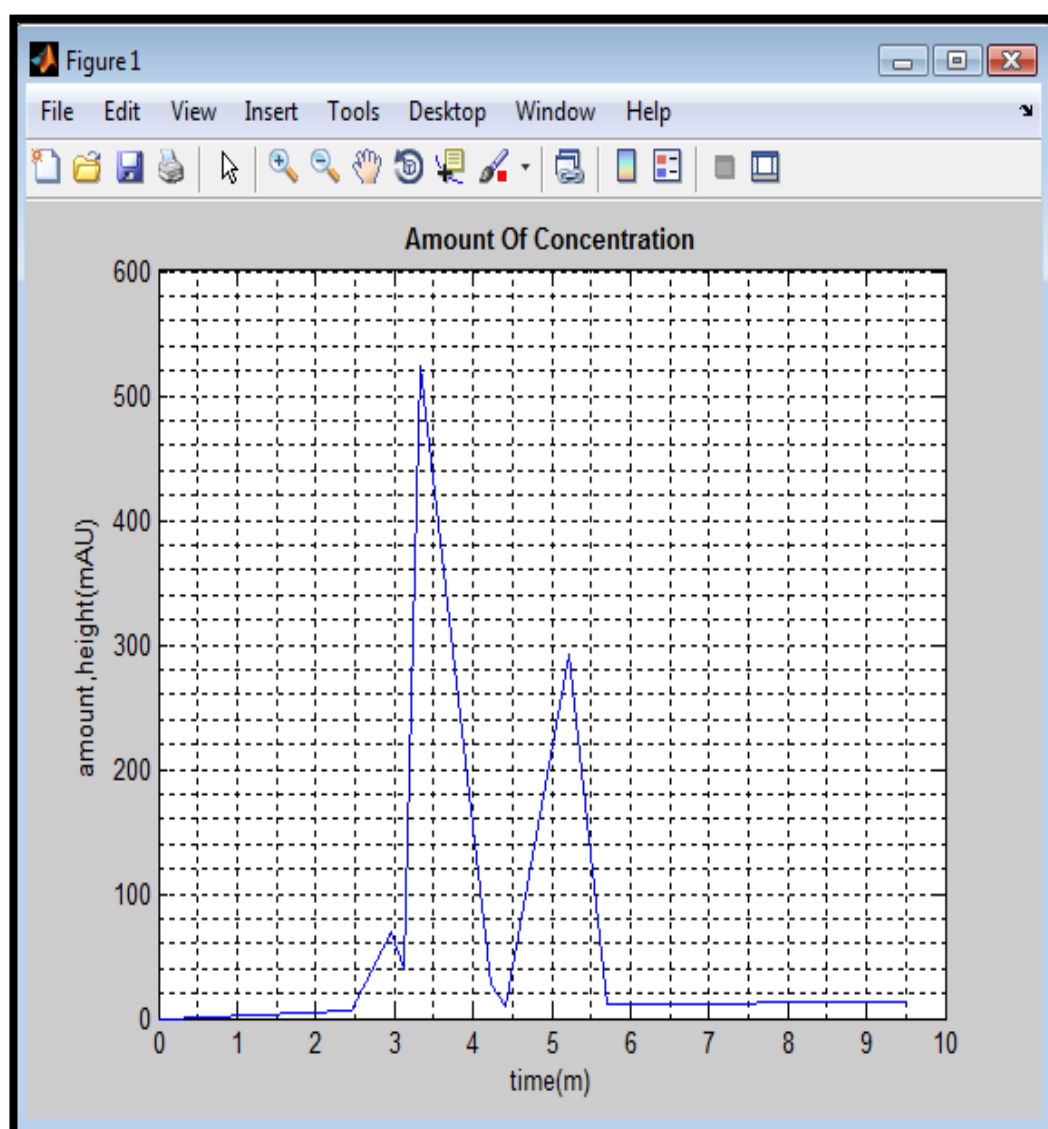 Figure 1
File Edit View Insert Tools Desktop Window Help
Amount Of Concentration
600
500
400
300
200
100
0
amount,height(mAU)
0 1 2 3 4 5 6 7 8 9 10
time(m)